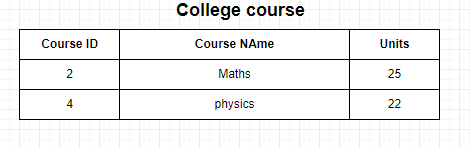 College course
Course ID Course NAme Units
2 Maths 25
4 physics 22